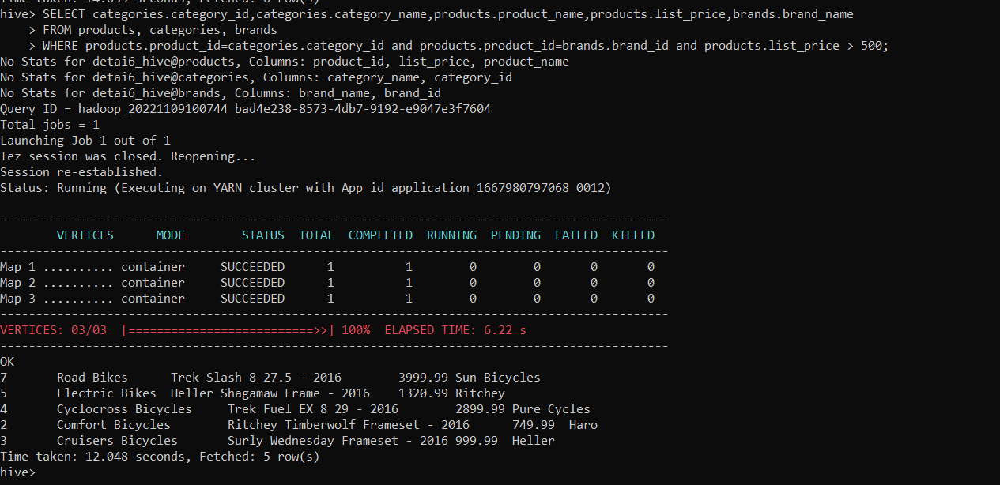 Time taken: 14.695 seconds, Fetched: 0 row(s)
hive> SELECT categories.category_id,categories.category_name,products.product_name,products.list_price,brands.brand_name
    > FROM products, categories, brands
    > WHERE products.product_id=categories.category_id and products.product_id=brands.brand_id and products.list_price > 500;
No Stats for detai6_hive@products, Columns: product_id, list_price, product_name
No Stats for detai6_hive@categories, Columns: category_name, category_id
No Stats for detai6_hive@brands, Columns: brand_name, brand_id
Query ID = hadoop_20221109100744_bad4e238-8573-4db7-9192-e9047e3f7604
Total jobs = 1
Launching Job 1 out of 1
Tez session was closed. Reopening...
Session re-established.
Status: Running (Executing on YARN cluster with App id application_1667980797068_0012)
----------------------------------------------------------------------------------------------
        VERTICES      MODE        STATUS  TOTAL  COMPLETED  RUNNING  PENDING  FAILED  KILLED
----------------------------------------------------------------------------------------------
Map 1 .......... container     SUCCEEDED      1          1        0        0       0       0
Map 2 .......... container     SUCCEEDED      1          1        0        0       0       0
Map 3 .......... container     SUCCEEDED      1          1        0        0       0       0
----------------------------------------------------------------------------------------------
VERTICES: 03/03  [==========================>>] 100%  ELAPSED TIME: 6.22 s
----------------------------------------------------------------------------------------------
OK
7       Road Bikes      Trek Slash 8 27.5 - 2016        3999.99 Sun Bicycles
5       Electric Bikes  Heller Shagamaw Frame - 2016    1320.99 Ritchey
4       Cyclocross Bicycles     Trek Fuel EX 8 29 - 2016        2899.99 Pure Cycles
2       Comfort Bicycles        Ritchey Timberwolf Frameset - 2016      749.99  Haro
3       Cruisers Bicycles       Surly Wednesday Frameset - 2016 999.99  Heller
Time taken: 12.048 seconds, Fetched: 5 row(s)
hive>